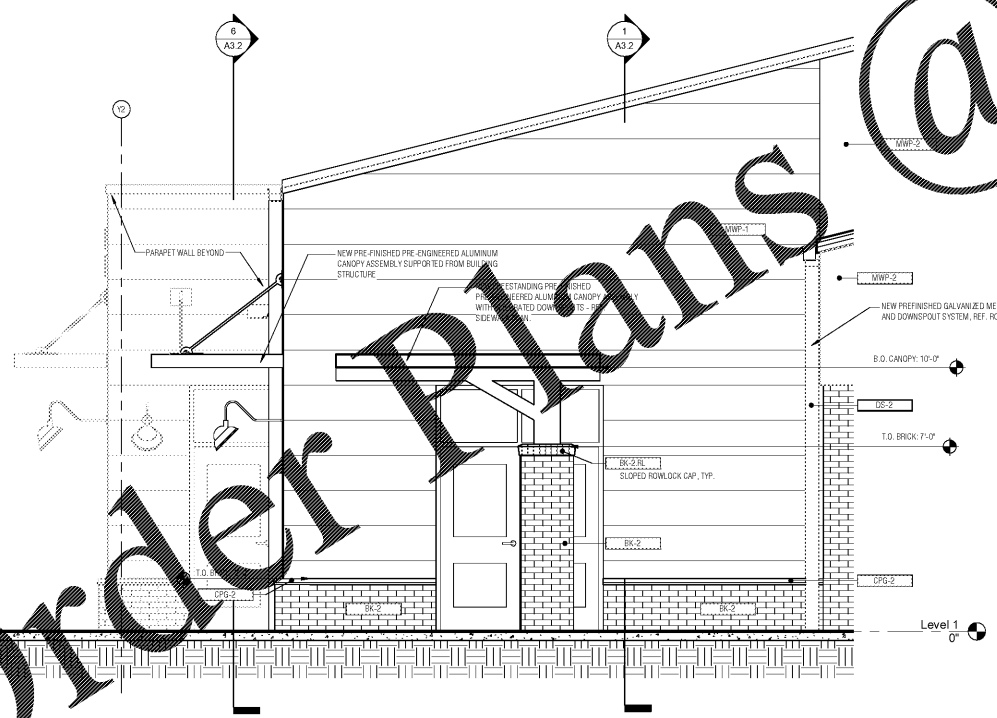 6
A3.2
1
A3.2
Y2
MWP-2
MWP-1
PARAPET WALL BEYOND
NEW PRE-FINISHED PRE-ENGINEERED ALUMINUM
CANOPY ASSEMBLY SUPPORTED FROM BUILDING
STRUCTURE
MWP-2
NEW PREFINISHED GALVANIZED
AND DOWNSPOUT SYSTEM, REF.
B.O. CANOPY: 10'-0"
DS-2
T.O. BRICK: 7'-0"
BK-2.RL
SLOPED ROWLOCK CAP, TYP.
BK-2
T.O.
CPG-2
CPG-2
BK-2
BK-2
Level 1
0"
Order Plans @